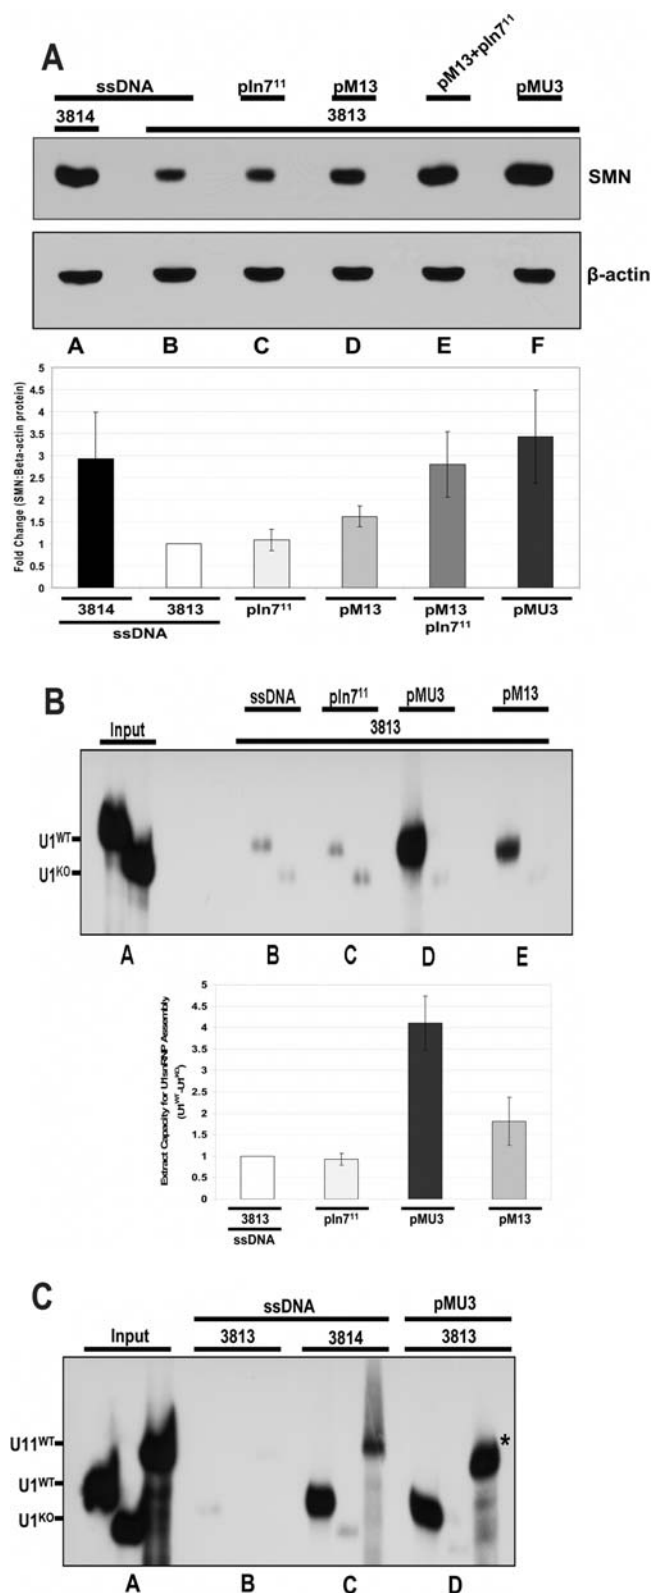 A
ssDNA pIn7¹¹ pM13 pM13+pIn7¹¹ pMU3
3814 3813
SMN
β-actin
A B C D E F
Fold Change (SMN:Beta-actin protein)
5
4.5
4
3.5
3
2.5
2
1.5
1
0.5
0
3814 3813 pIn7¹¹ pM13 pM13 pMU3
ssDNA pIn7¹¹
B
ssDNA pIn7¹¹ pMU3 pM13
Input 3813
U1ᵂᵀ
U1ᴷᴼ
A B C D E
Extract Capacity for U1snRNP Assembly
(U1ᵂᵀ-U1ᴷᴼ)
5
4.5
4
3.5
3
2.5
2
1.5
1
0.5
0
3813 pIn7¹¹ pMU3 pM13
ssDNA
C
ssDNA pMU3
Input 3813 3814 3813
U11ᵂᵀ *
U1ᵂᵀ
U1ᴷᴼ
A B C D